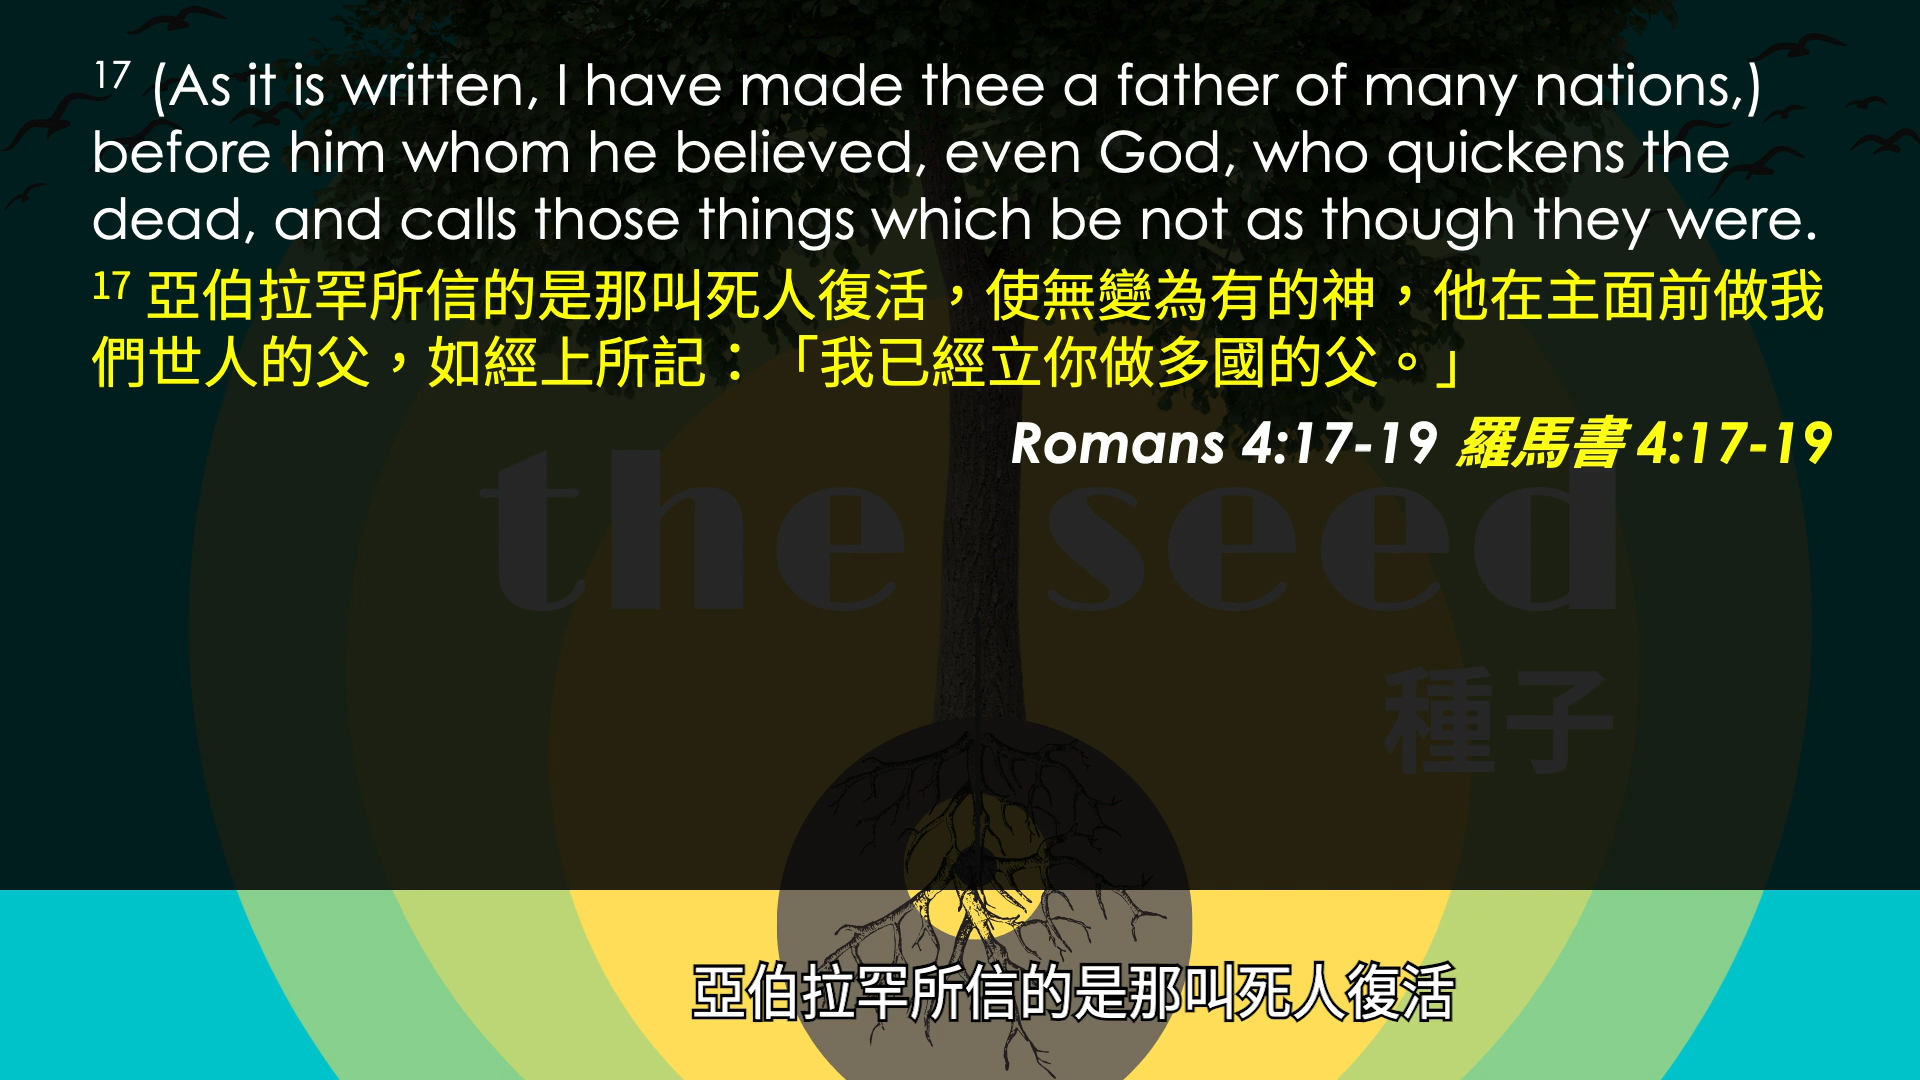 17 (As it is written, I have made thee a father of many nations,)
before him whom he believed, even God, who quickens the
dead, and calls those things which be not as though they were.
17 亞伯拉罕所信的是那叫死人復活，使無變為有的神，他在主面前做我
們世人的父，如經上所記：「我已經立你做多國的父。」
Romans 4:17-19 羅馬書 4:17-19
the seed
種子
亞伯拉罕所信的是那叫死人復活